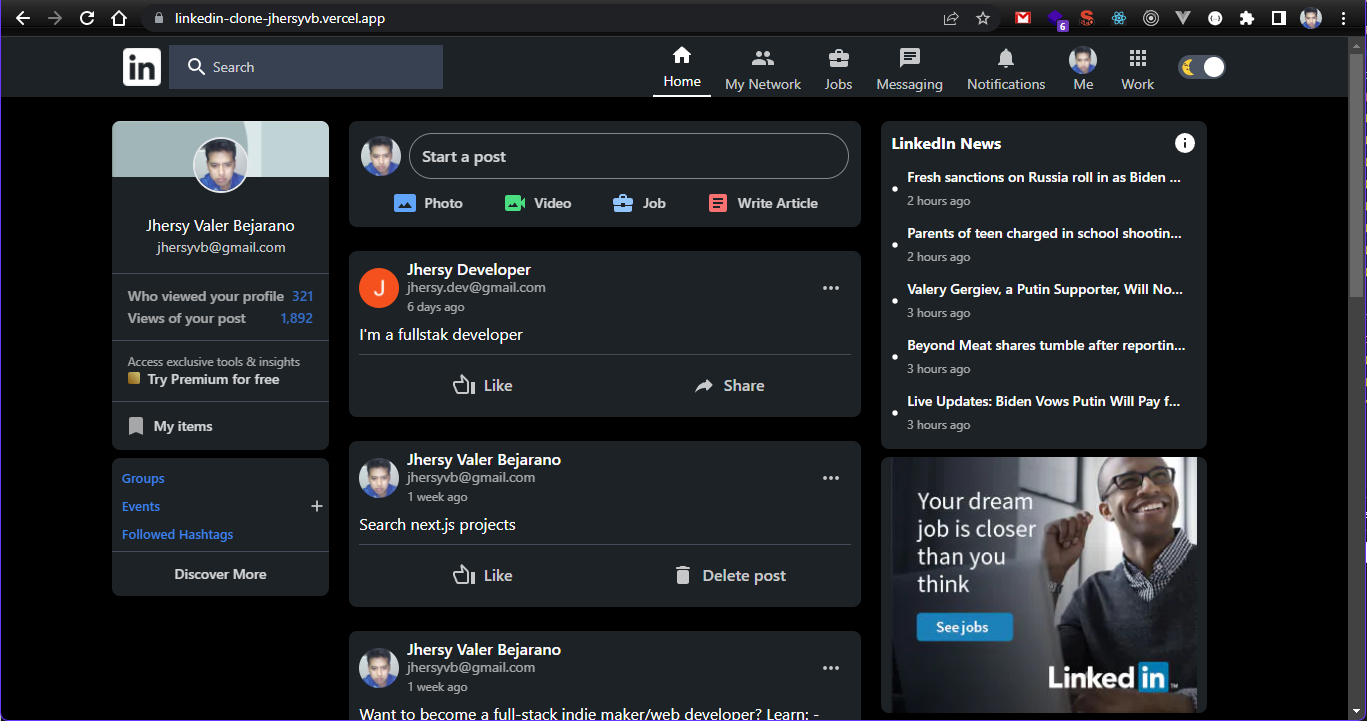 linkedin-clone-jhersyvb.vercel.app
6
in
Search
Home
My Network
Jobs
Messaging
Notifications
Me
Work
Jhersy Valer Bejarano
jhersyvb@gmail.com
Who viewed your profile 321
Views of your post 1,892
Access exclusive tools & insights
Try Premium for free
My items
Groups
Events
Followed Hashtags
Discover More
Start a post
Photo
Video
Job
Write Article
J
Jhersy Developer
jhersy.dev@gmail.com
6 days ago
I'm a fullstak developer
Like
Share
Jhersy Valer Bejarano
jhersyvb@gmail.com
1 week ago
Search next.js projects
Like
Delete post
Jhersy Valer Bejarano
jhersyvb@gmail.com
1 week ago
Want to become a full-stack indie maker/web developer? Learn: -
LinkedIn News
Fresh sanctions on Russia roll in as Biden ...
2 hours ago
Parents of teen charged in school shootin...
2 hours ago
Valery Gergiev, a Putin Supporter, Will No...
3 hours ago
Beyond Meat shares tumble after reportin...
3 hours ago
Live Updates: Biden Vows Putin Will Pay f...
3 hours ago
Your dream
job is closer
than you
think
See jobs
Linked in